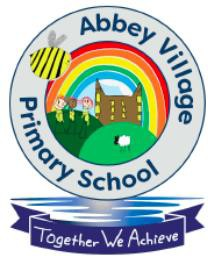 Abbey Village
Primary School
Together We Achieve